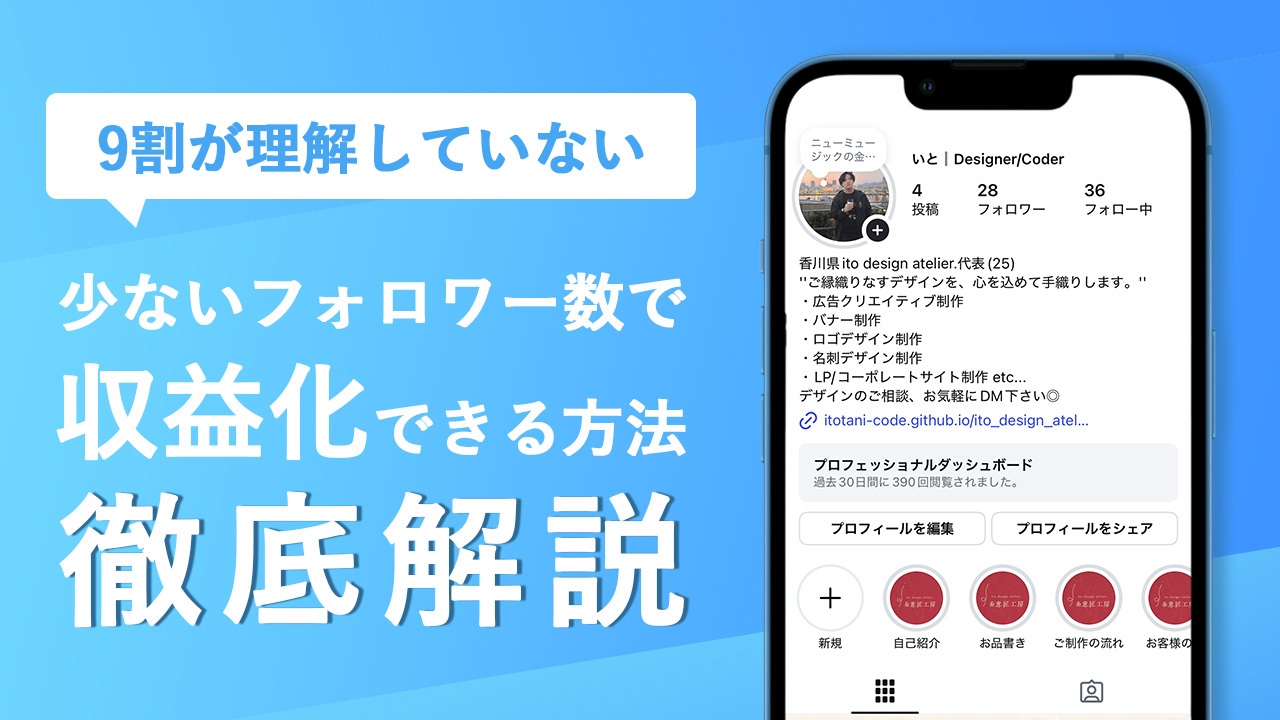 9割が理解していない
少ないフォロワー数で
収益化できる方法
徹底解説
ニューミュー
ジックの金…
いと｜Designer/Coder
4 28 36
投稿 フォロワー フォロー中
香川県 ito design atelier.代表 (25)
''ご縁織りなすデザインを、心を込めて手織りします。''
・広告クリエイティブ制作
・バナー制作
・ロゴデザイン制作
・名刺デザイン制作
・LP/コーポレートサイト制作 etc...
デザインのご相談、お気軽にDM下さい◎
itotani-code.github.io/ito_design_atel...
プロフェッショナルダッシュボード
過去30日間に390回閲覧されました。
プロフィールを編集 プロフィールをシェア
新規 自己紹介 お品書き ご制作の流れ お客様の